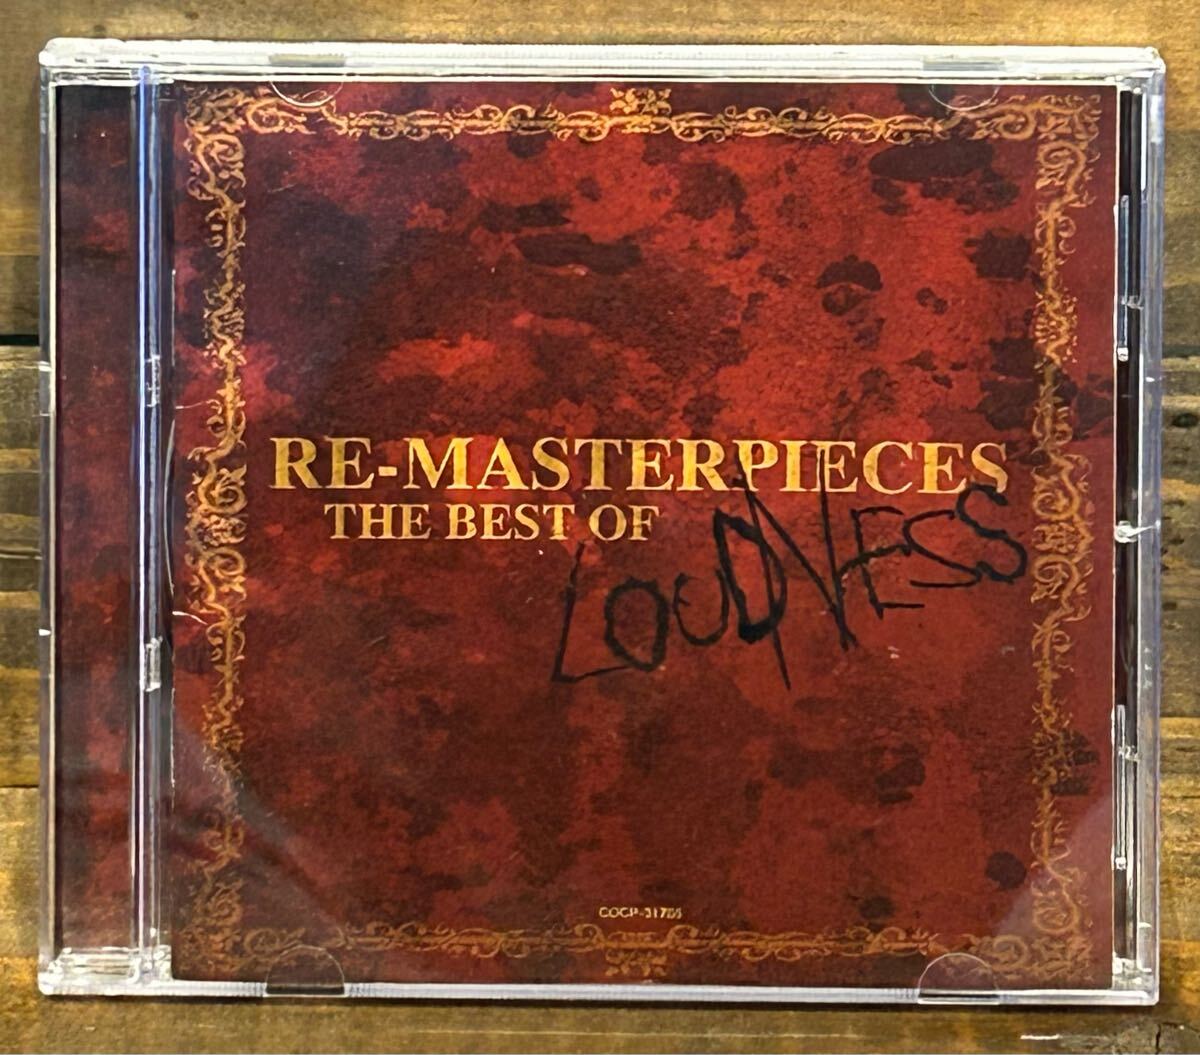 RE-MASTERPIECES
THE BEST OF
LOUDNESS